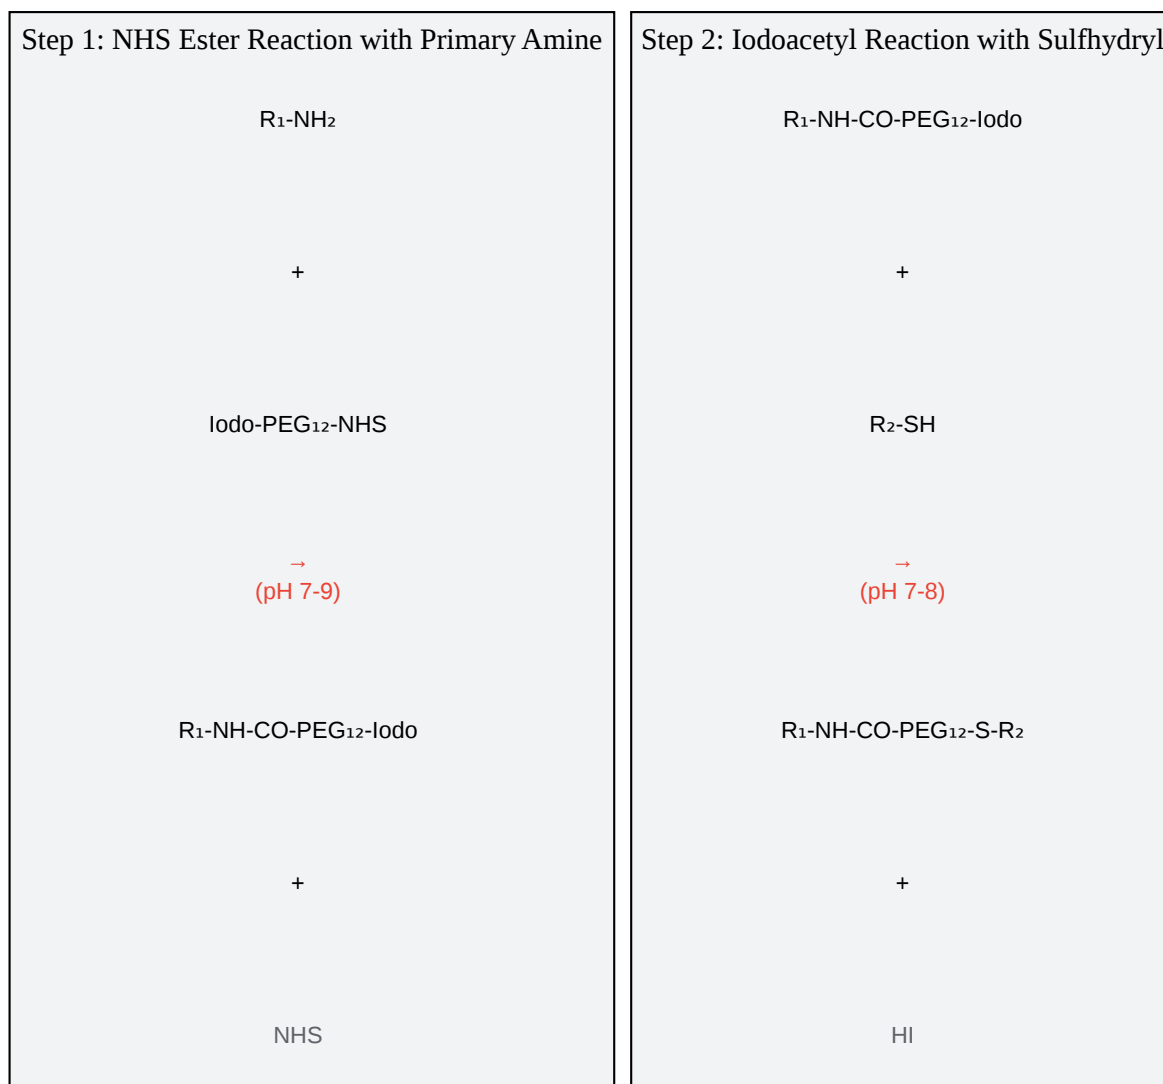 Step 1: NHS Ester Reaction with Primary Amine
R₁-NH₂
+
Iodo-PEG₁₂-NHS
→
(pH 7-9)
R₁-NH-CO-PEG₁₂-Iodo
+
NHS
Step 2: Iodoacetyl Reaction with Sulfhydryl
R₁-NH-CO-PEG₁₂-Iodo
+
R₂-SH
→
(pH 7-8)
R₁-NH-CO-PEG₁₂-S-R₂
+
HI